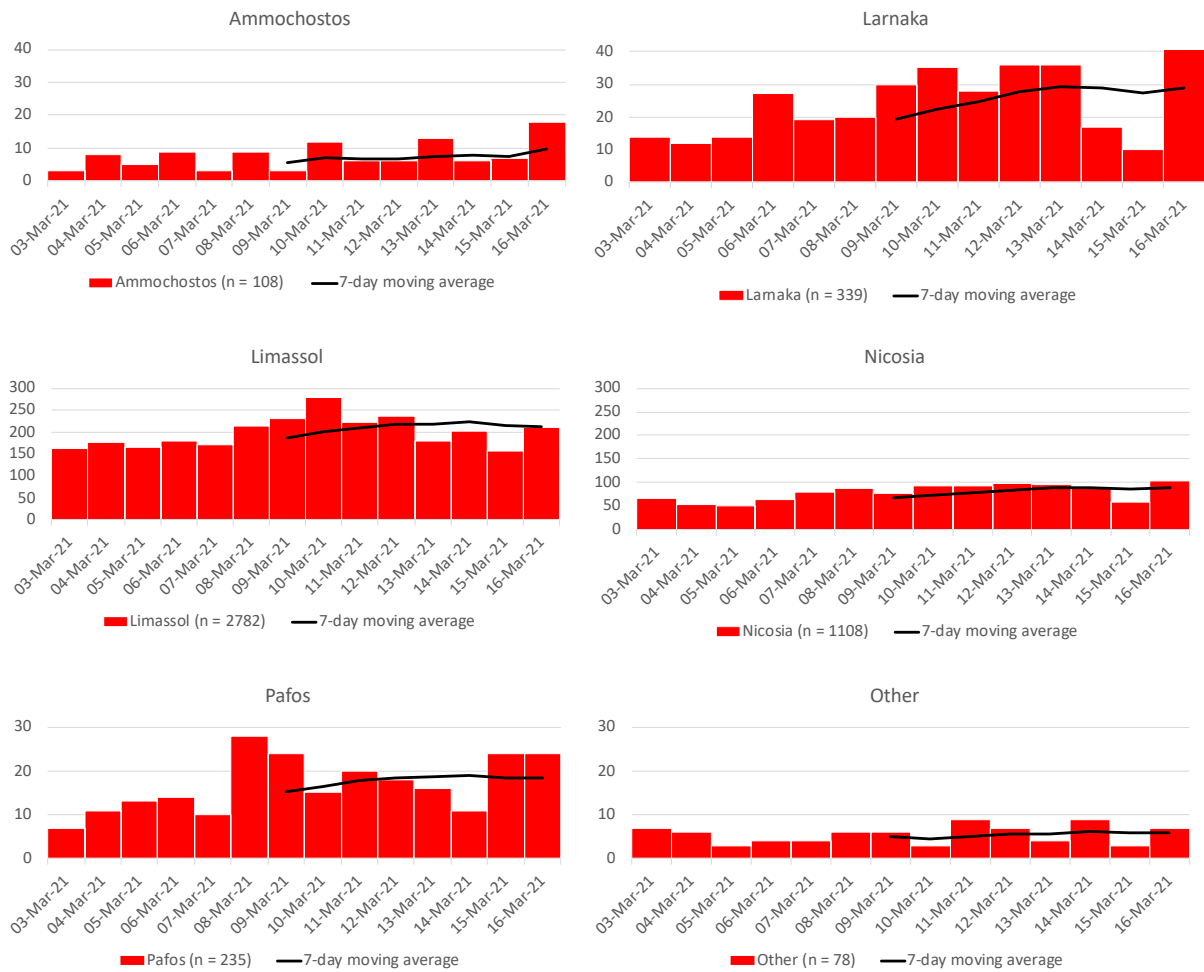 Ammochostos
40
30
20
10
0
03-Mar-21
04-Mar-21
05-Mar-21
06-Mar-21
07-Mar-21
08-Mar-21
09-Mar-21
10-Mar-21
11-Mar-21
12-Mar-21
13-Mar-21
14-Mar-21
15-Mar-21
16-Mar-21
Ammochostos (n = 108) 7-day moving average
Larnaka
40
30
20
10
0
03-Mar-21
04-Mar-21
05-Mar-21
06-Mar-21
07-Mar-21
08-Mar-21
09-Mar-21
10-Mar-21
11-Mar-21
12-Mar-21
13-Mar-21
14-Mar-21
15-Mar-21
16-Mar-21
Larnaka (n = 339) 7-day moving average
Limassol
300
250
200
150
100
50
0
03-Mar-21
04-Mar-21
05-Mar-21
06-Mar-21
07-Mar-21
08-Mar-21
09-Mar-21
10-Mar-21
11-Mar-21
12-Mar-21
13-Mar-21
14-Mar-21
15-Mar-21
16-Mar-21
Limassol (n = 2782) 7-day moving average
Nicosia
300
250
200
150
100
50
0
03-Mar-21
04-Mar-21
05-Mar-21
06-Mar-21
07-Mar-21
08-Mar-21
09-Mar-21
10-Mar-21
11-Mar-21
12-Mar-21
13-Mar-21
14-Mar-21
15-Mar-21
16-Mar-21
Nicosia (n = 1108) 7-day moving average
Pafos
30
20
10
0
03-Mar-21
04-Mar-21
05-Mar-21
06-Mar-21
07-Mar-21
08-Mar-21
09-Mar-21
10-Mar-21
11-Mar-21
12-Mar-21
13-Mar-21
14-Mar-21
15-Mar-21
16-Mar-21
Pafos (n = 235) 7-day moving average
Other
30
20
10
0
03-Mar-21
04-Mar-21
05-Mar-21
06-Mar-21
07-Mar-21
08-Mar-21
09-Mar-21
10-Mar-21
11-Mar-21
12-Mar-21
13-Mar-21
14-Mar-21
15-Mar-21
16-Mar-21
Other (n = 78) 7-day moving average